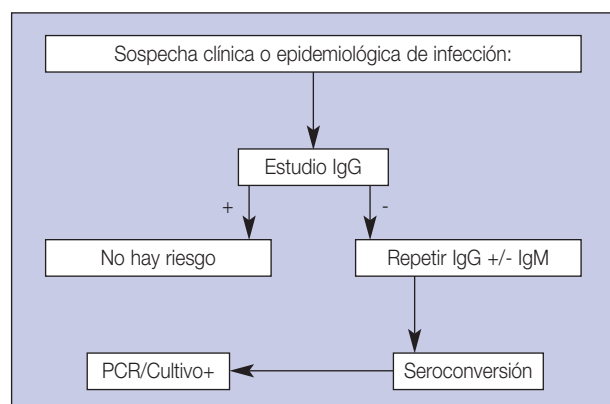 Sospecha clínica o epidemiológica de infección:
Estudio IgG
+ -
No hay riesgo Repetir IgG +/- IgM
PCR/Cultivo+ Seroconversión